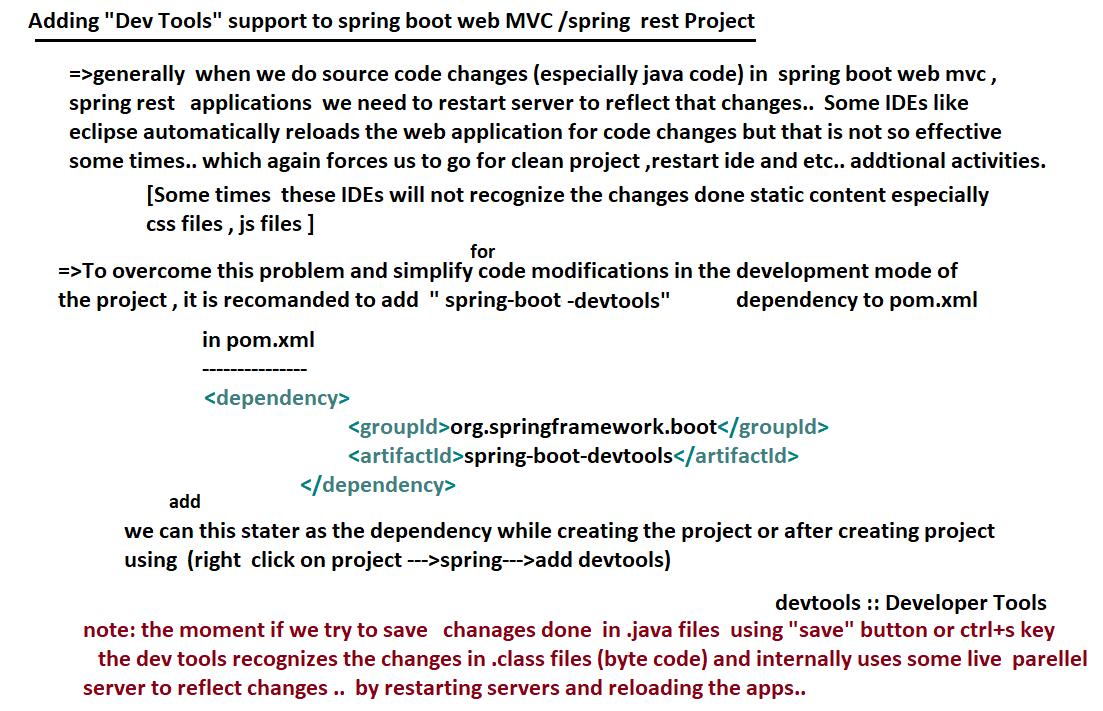 Adding "Dev Tools" support to spring boot web MVC /spring rest Project
=>generally when we do source code changes (especially java code) in spring boot web mvc ,
spring rest applications we need to restart server to reflect that changes.. Some IDEs like
eclipse automatically reloads the web application for code changes but that is not so effective
some times.. which again forces us to go for clean project ,restart ide and etc.. addtional activities.
[Some times these IDEs will not recognize the changes done static content especially
css files , js files ]
for
=>To overcome this problem and simplify code modifications in the development mode of
the project , it is recomanded to add " spring-boot -devtools" dependency to pom.xml
in pom.xml
---------------
<dependency>
<groupId>org.springframework.boot</groupId>
<artifactId>spring-boot-devtools</artifactId>
</dependency>
add
we can this stater as the dependency while creating the project or after creating project
using (right click on project --->spring--->add devtools)
devtools :: Developer Tools
note: the moment if we try to save chanages done in .java files using "save" button or ctrl+s key
the dev tools recognizes the changes in .class files (byte code) and internally uses some live parellel
server to reflect changes .. by restarting servers and reloading the apps..